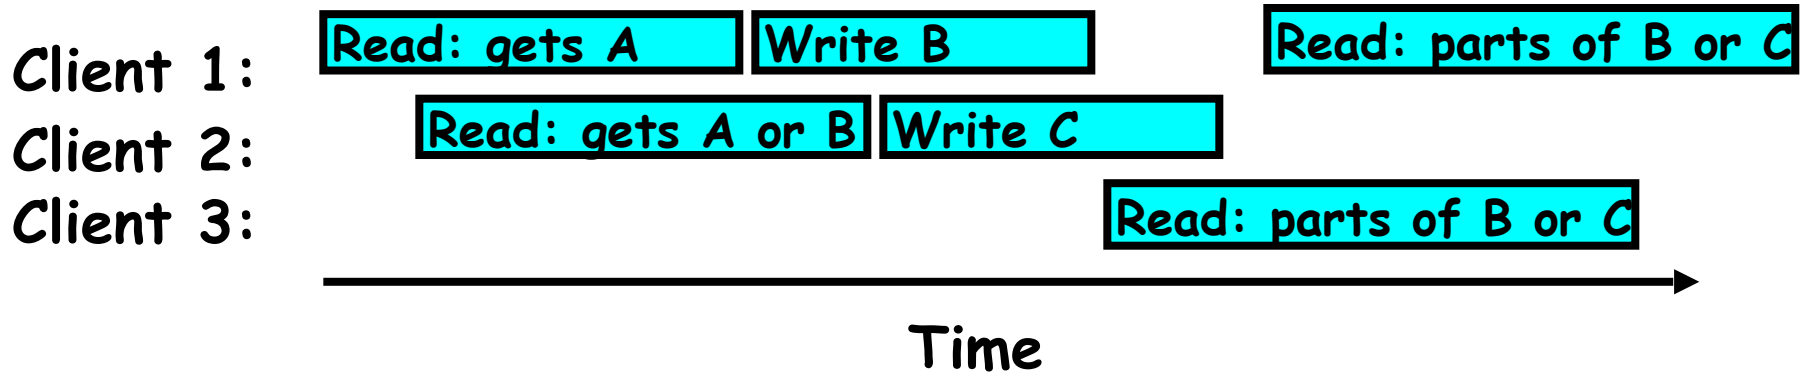 Client 1: Read: gets A Write B Read: parts of B or C
Client 2: Read: gets A or B Write C
Client 3: Read: parts of B or C
Time